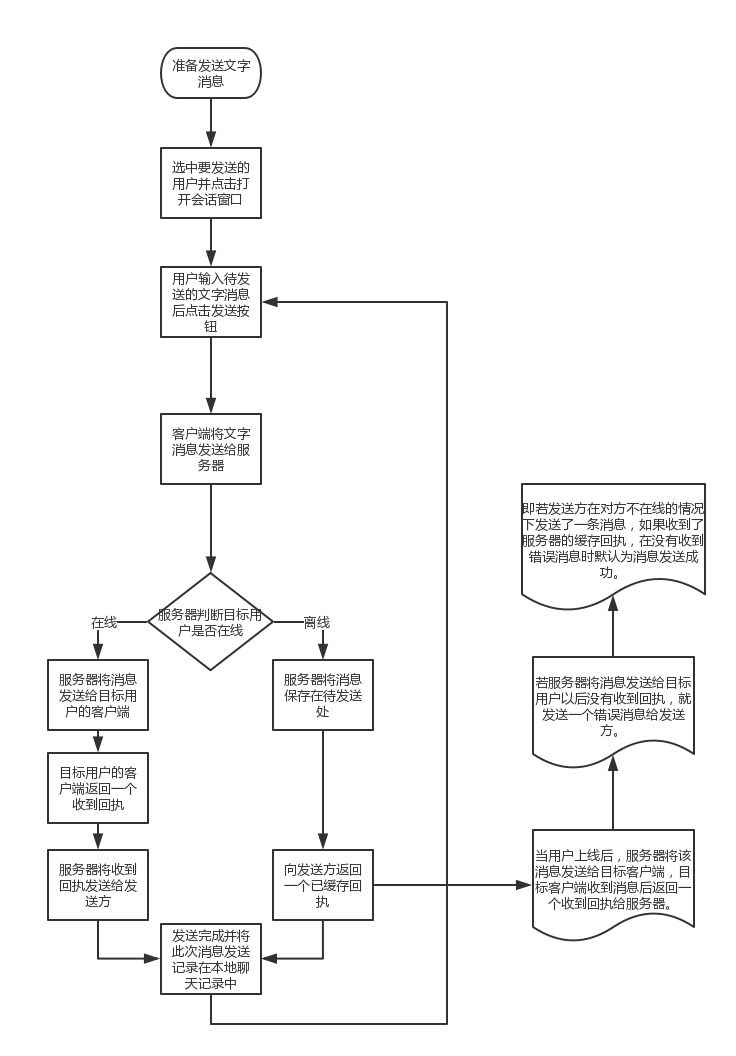 准备发送文字
消息
选中要发送的
用户并点击打
开会话窗口
用户输入待发
送的文字消息
后点击发送按
钮
客户端将文字
消息发送给服
务器
服务器判断目标用
户是否在线
在线
离线
服务器将消息
发送给目标用
户的客户端
目标用户的客
户端返回一个
收到回执
服务器将收到
回执发送给发
送方
服务器将消息
保存在待发送
处
向发送方返回
一个已缓存回
执
发送完成并将
此次消息发送
记录在本地聊
天记录中
当用户上线后，服务器将该
消息发送给目标客户端，目
标客户端收到消息后返回一
个收到回执给服务器。
若服务器将消息发送给目标
用户以后没有收到回执，就
发送一个错误消息给发送
方。
即若发送方在对方不在线的情况
下发送了一条消息，如果收到了
服务器的缓存回执，在没有收到
错误消息时默认为消息发送成
功。